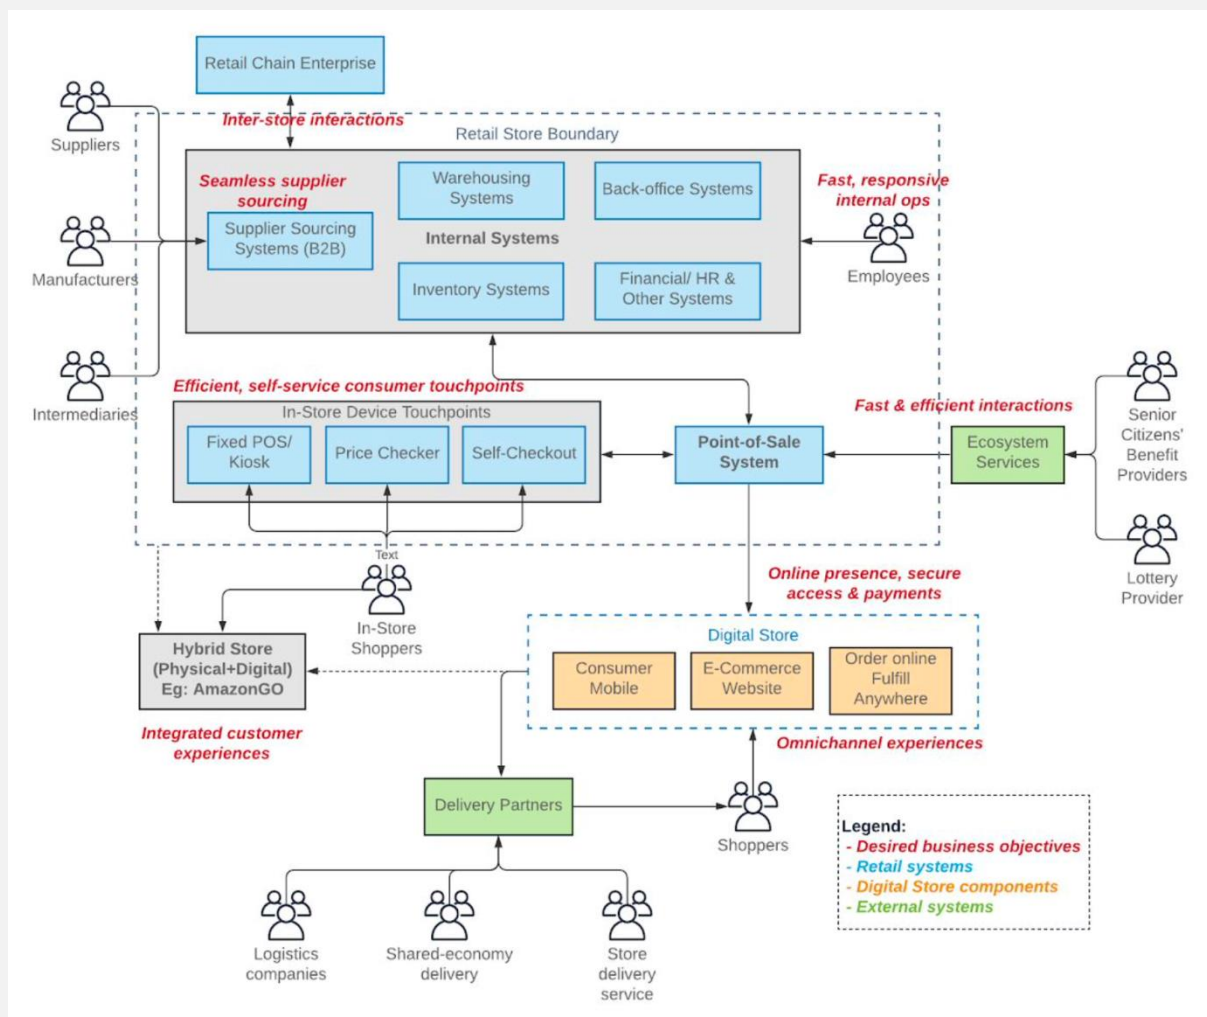 Retail Chain Enterprise
Suppliers
Inter-store interactions
Retail Store Boundary
Seamless supplier
sourcing
Warehousing
Systems
Back-office Systems
Fast, responsive
internal ops
Supplier Sourcing
Systems (B2B)
Internal Systems
Manufacturers
Inventory Systems
Financial/ HR &
Other Systems
Employees
Intermediaries
Efficient, self-service consumer touchpoints
In-Store Device Touchpoints
Fixed POS/
Kiosk
Price Checker
Self-Checkout
Point-of-Sale
System
Fast & efficient interactions
Ecosystem
Services
Senior
Citizens'
Benefit
Providers
Text
In-Store
Shoppers
Lottery
Provider
Online presence, secure
access & payments
Hybrid Store
(Physical+Digital)
Eg: AmazonGO
Integrated customer
experiences
Digital Store
Consumer
Mobile
E-Commerce
Website
Order online
Fulfill
Anywhere
Omnichannel experiences
Delivery Partners
Shoppers
Legend:
- Desired business objectives
- Retail systems
- Digital Store components
- External systems
Logistics
companies
Shared-economy
delivery
Store
delivery
service